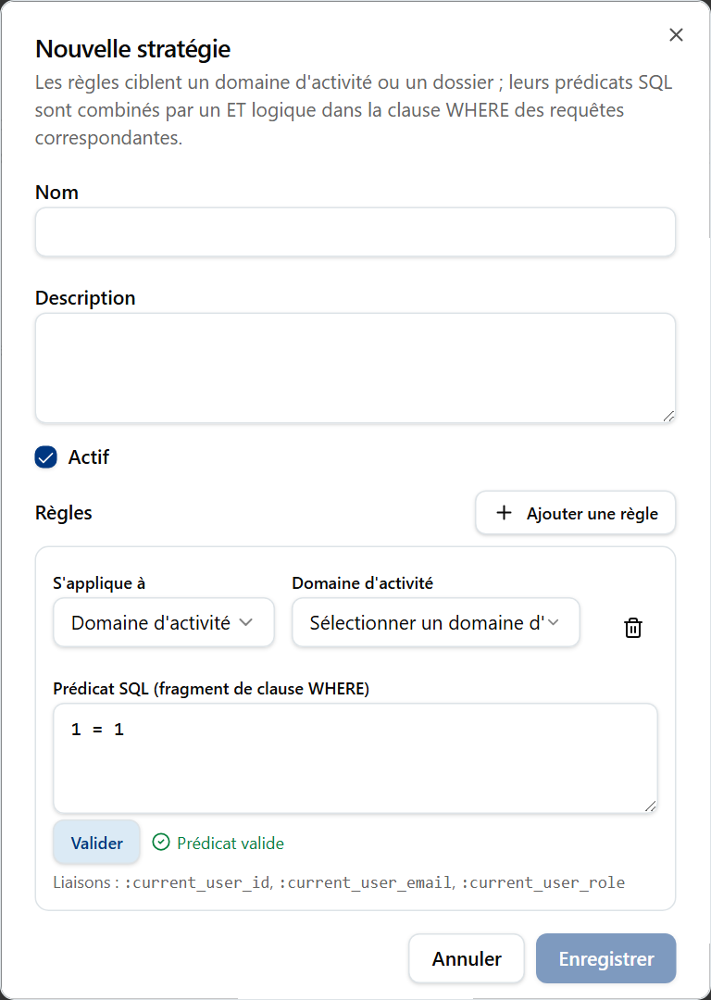 Nouvelle stratégie
Les règles ciblent un domaine d'activité ou un dossier ; leurs prédicats SQL
sont combinés par un ET logique dans la clause WHERE des requêtes
correspondantes.
Nom
Description
Actif
Règles
Ajouter une règle
S'applique à
Domaine d'activité
Domaine d'activité
Sélectionner un domaine d'
Prédicat SQL (fragment de clause WHERE)
1 = 1
Valider
Prédicat valide
Liaisons : :current_user_id, :current_user_email, :current_user_role
Annuler
Enregistrer